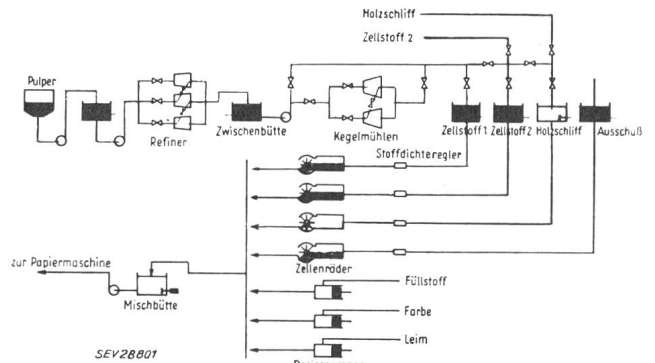 Holzschliff
Zellstoff 2
Pulper
Refiner
Zwischenbütte
Kegelmühlen
Zellstoff 1
Zellstoff 2
Holzschliff
Ausschuß
Stoffdichteregler
Zellenräder
zur Papiermaschine
Mischbütte
Füllstoff
Farbe
Leim
SEV28801